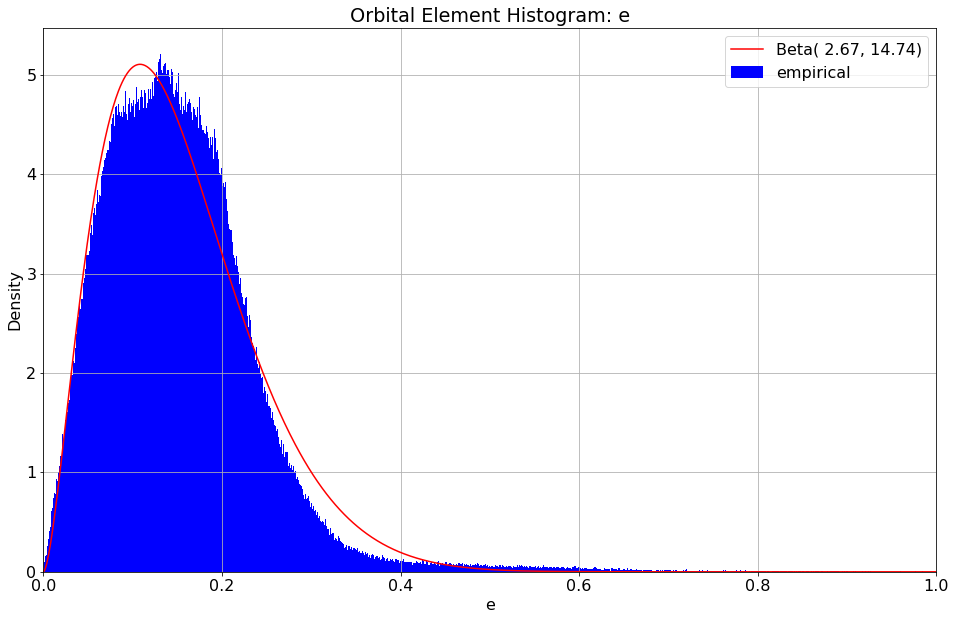 Orbital Element Histogram: e
Beta( 2.67, 14.74)
empirical
Density
5
4
3
2
1
0
0.0
0.2
0.4
0.6
0.8
1.0
e